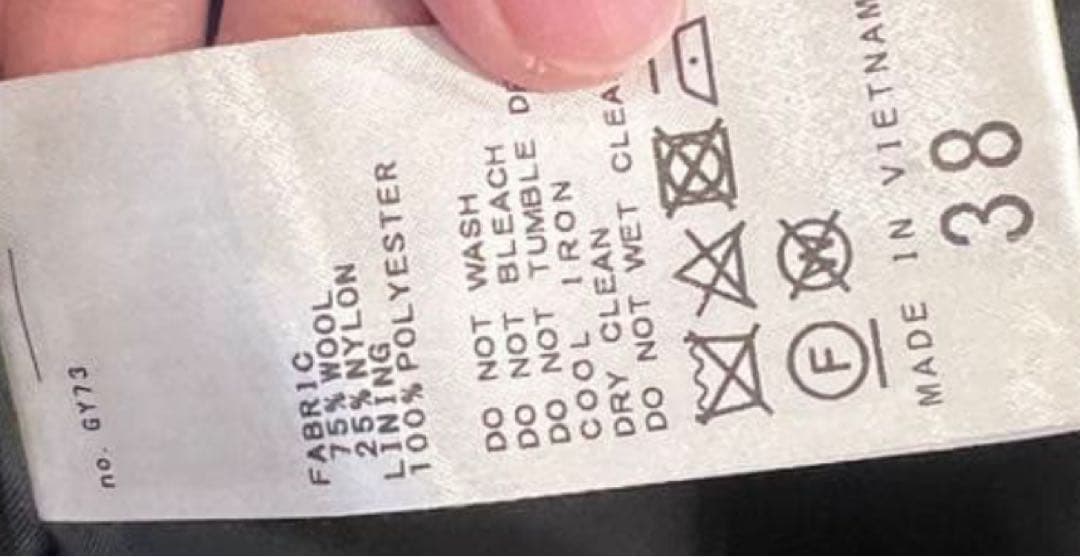 no. GY73
FABRIC
75%WOOL
25%NYLON
LINING
100%POLYESTER
DO NOT WASH
DO NOT BLEACH
DO NOT TUMBLE
COOL IRON
DRY CLEAN
DO NOT WET CLEA
F
W
MADE IN VIETNAM
38